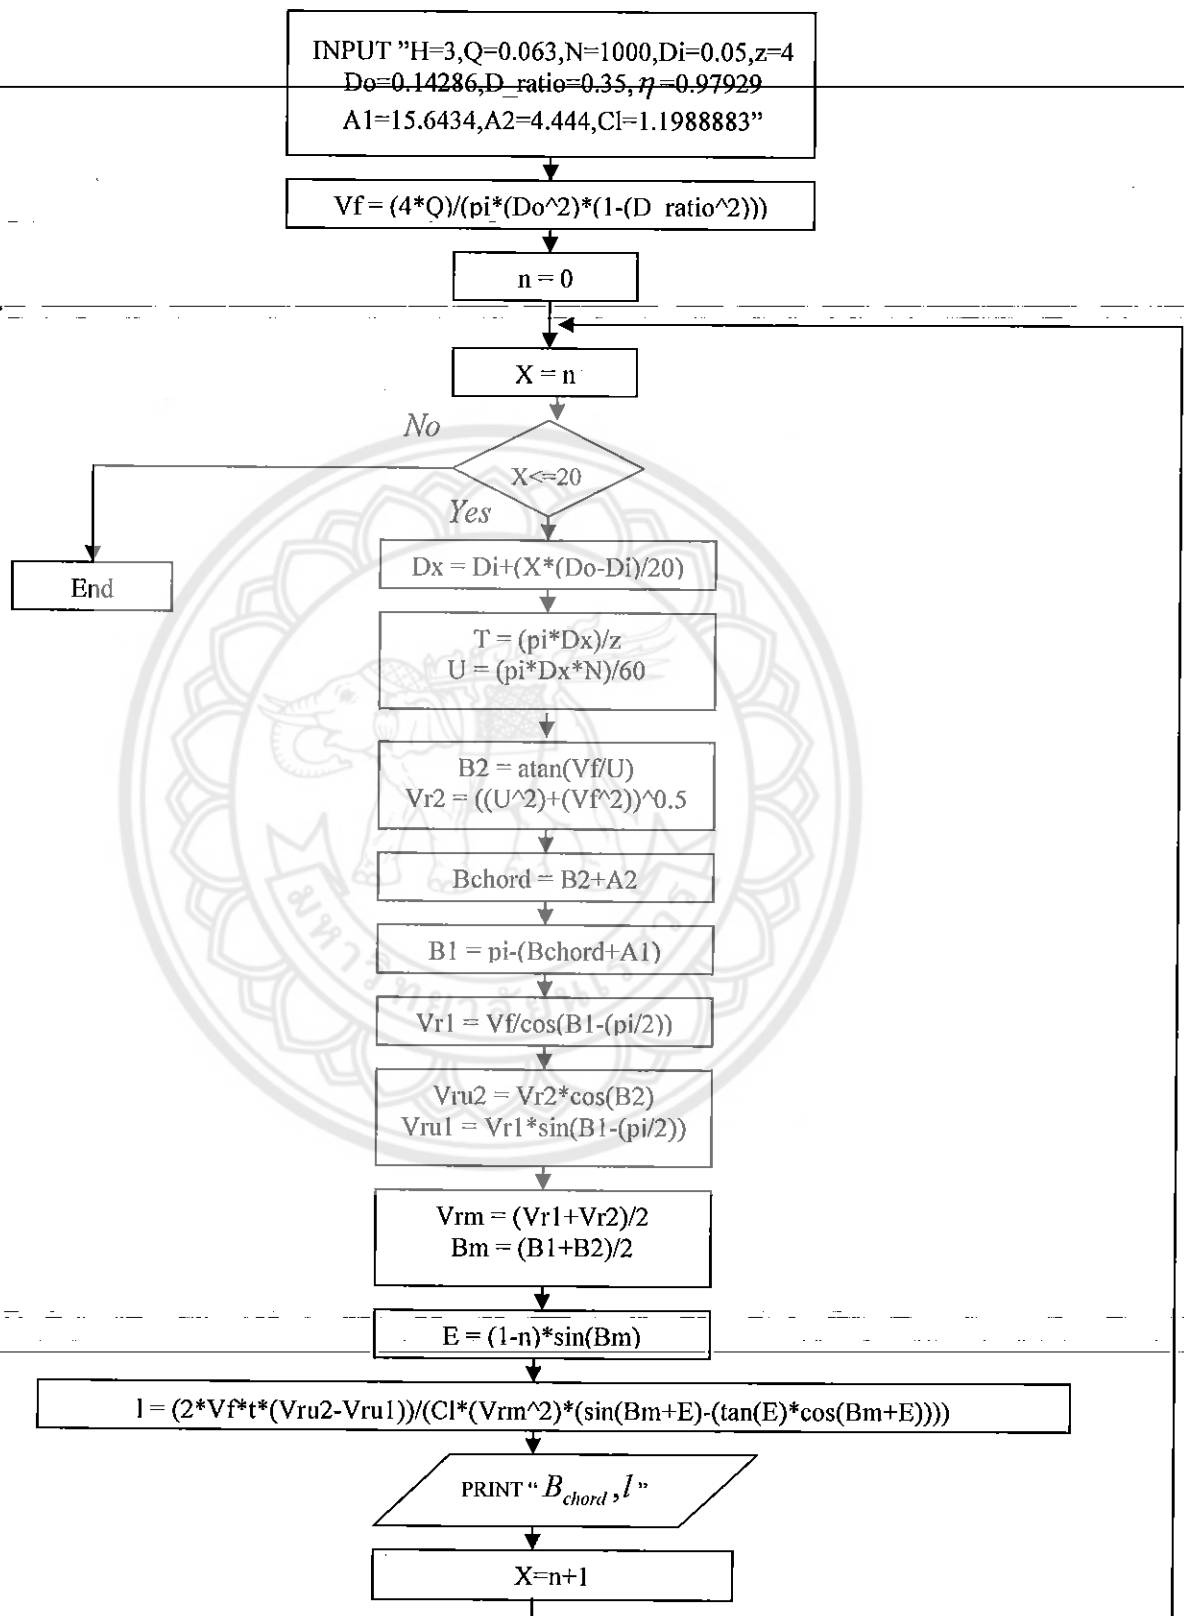 INPUT "H=3,Q=0.063,N=1000,Di=0.05,z=4
Do=0.14286,D_ratio=0.35, η =0.97929
A1=15.6434,A2=4.444,Cl=1.1988883"
Vf = (4*Q)/(pi*(Do^2)*(1-(D_ratio^2)))
n = 0
X = n
No
X<=20
Yes
End
Dx = Di+(X*(Do-Di)/20)
T = (pi*Dx)/z
U = (pi*Dx*N)/60
B2 = atan(Vf/U)
Vr2 = ((U^2)+(Vf^2))^0.5
Bchord = B2+A2
B1 = pi-(Bchord+A1)
Vr1 = Vf/cos(B1-(pi/2))
Vru2 = Vr2*cos(B2)
Vru1 = Vr1*sin(B1-(pi/2))
Vrm = (Vr1+Vr2)/2
Bm = (B1+B2)/2
E = (1-n)*sin(Bm)
l = (2*Vf*t*(Vru2-Vru1))/(Cl*(Vrm^2)*(sin(Bm+E)-(tan(E)*cos(Bm+E))))
PRINT " Bchord , l "
X=n+1